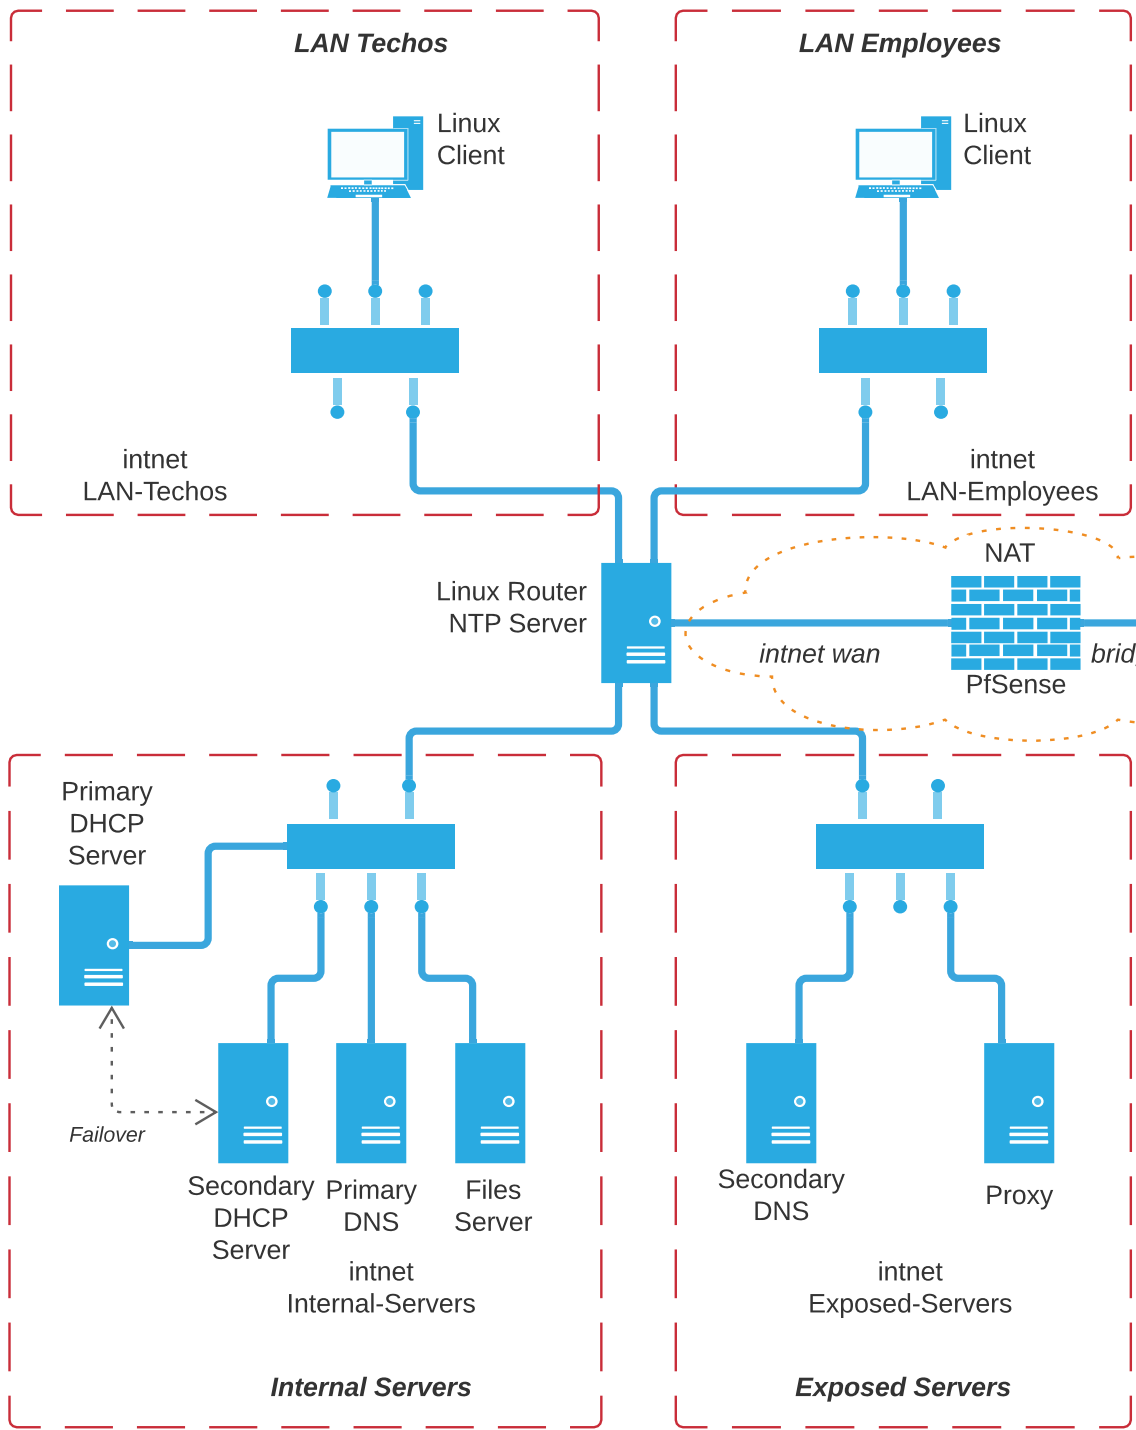 LAN Techos
LAN Employees
Linux
Client
Linux
Client
intnet
LAN-Techos
intnet
LAN-Employees
NAT
Linux Router
NTP Server
intnet wan
PfSense
Primary
DHCP
Server
Failover
Secondary
DHCP
Server
Primary
DNS
Files
Server
Secondary
DNS
Proxy
intnet
Internal-Servers
intnet
Exposed-Servers
Internal Servers
Exposed Servers